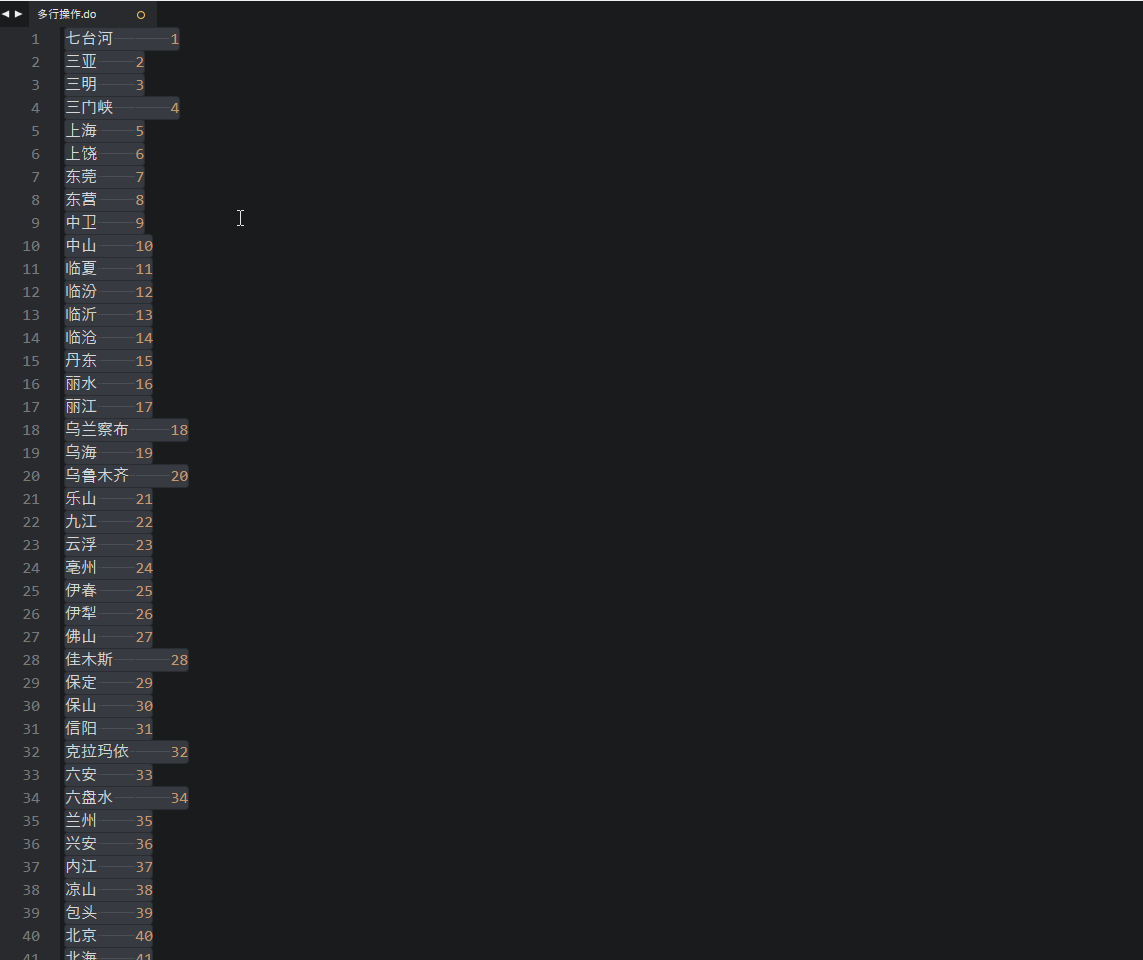 多行操作.do
1 七台河 1
2 三亚 2
3 三明 3
4 三门峡 4
5 上海 5
6 上饶 6
7 东莞 7
8 东营 8
9 中卫 9
10 中山 10
11 临夏 11
12 临汾 12
13 临沂 13
14 临沧 14
15 丹东 15
16 丽水 16
17 丽江 17
18 乌兰察布 18
19 乌海 19
20 乌鲁木齐 20
21 乐山 21
22 九江 22
23 云浮 23
24 亳州 24
25 伊春 25
26 伊犁 26
27 佛山 27
28 佳木斯 28
29 保定 29
30 保山 30
31 信阳 31
32 克拉玛依 32
33 六安 33
34 六盘水 34
35 兰州 35
36 兴安 36
37 内江 37
38 凉山 38
39 包头 39
40 北京 40
41 北海 41